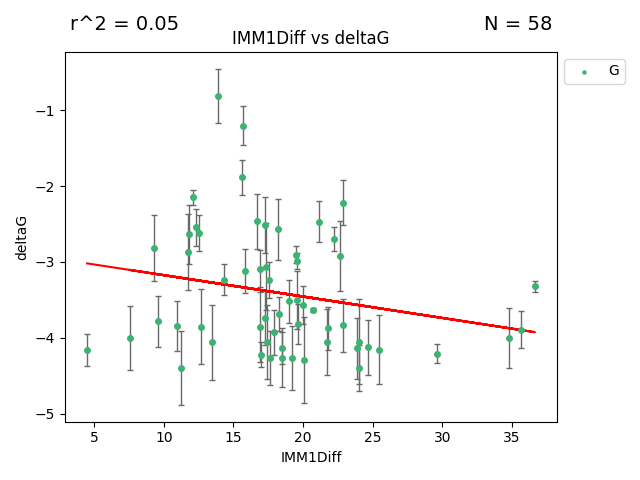 r^2 = 0.05
N = 58
IMM1Diff vs deltaG
G
−1
−2
−3
−4
−5
deltaG
5 10 15 20 25 30 35
IMM1Diff